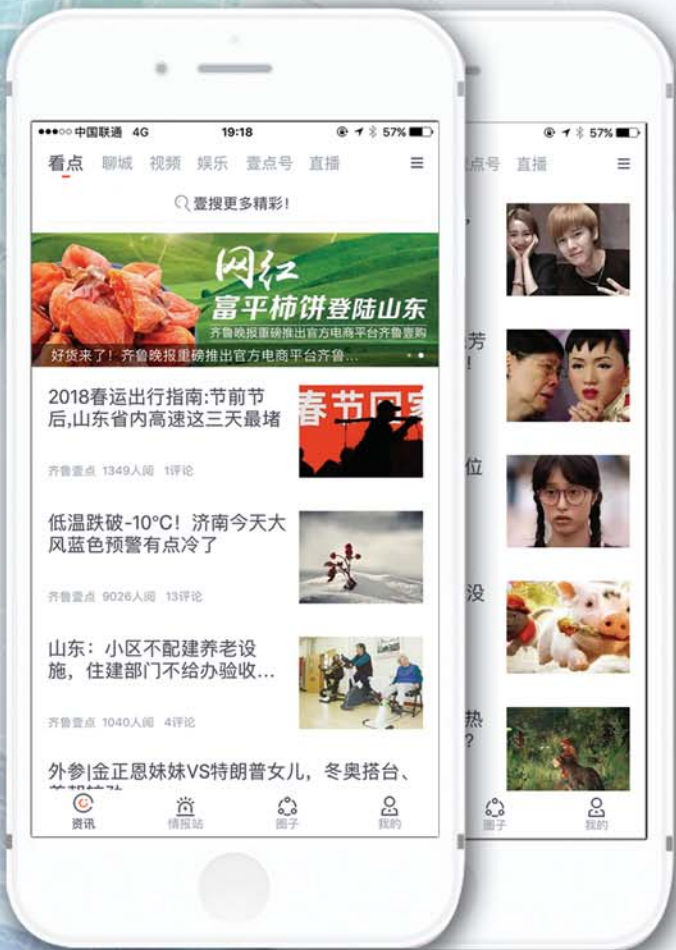 中国联通 4G 19:18 57%
看点 聊城 视频 娱乐 壹点号 直播
壹搜更多精彩!
网红
富平柿饼登陆山东
齐鲁晚报重磅推出官方电商平台齐鲁壹购
好货来了!齐鲁晚报重磅推出官方电商平台齐鲁...
2018春运出行指南:节前节
后,山东省内高速这三天最堵
春节回家
齐鲁壹点 1349人阅 1评论
低温跌破-10°C!济南今天大
风蓝色预警有点冷了
齐鲁壹点 9026人阅 13评论
山东:小区不配建养老设
施,住建部门不给办验收...
齐鲁壹点 1040人阅 4评论
外参|金正恩妹妹VS特朗普女儿,冬奥搭台、
资讯 情报站 圈子 我的
57%
点号 直播
,
芳
!
位
没
热
?
圈子 我的